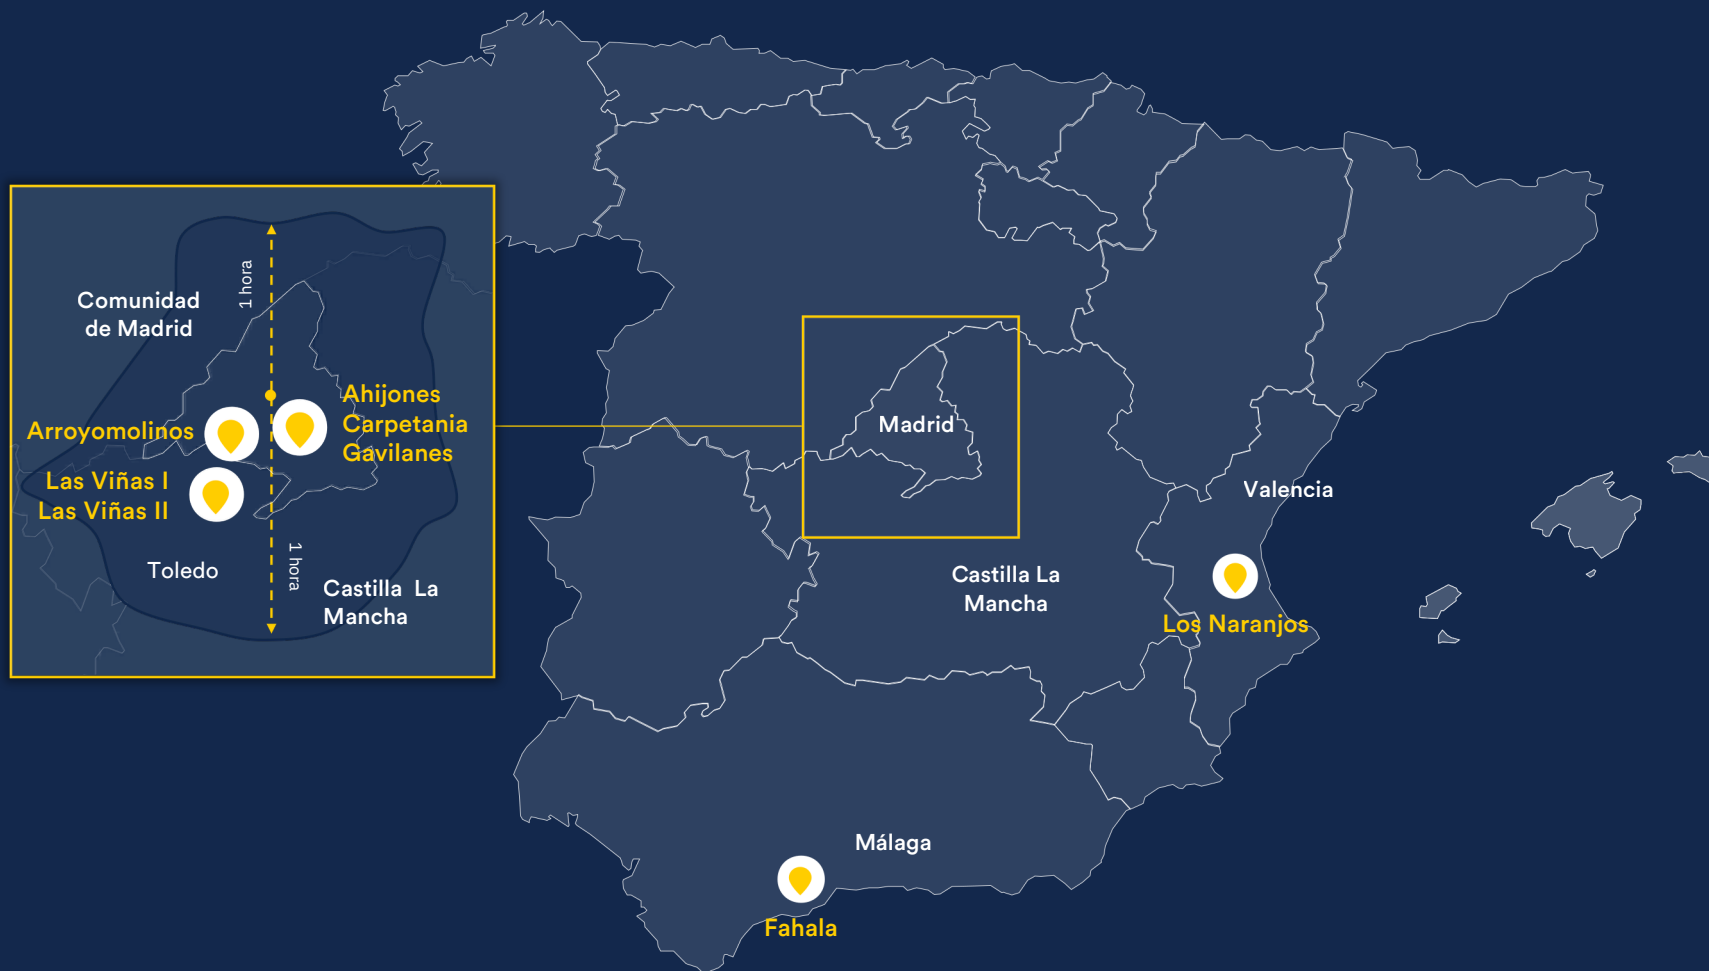 Comunidad
de Madrid
1 hora
Arroyomolinos
Ahijones
Carpetania
Gavilanes
Las Viñas I
Las Viñas II
Toledo
1 hora
Castilla La
Mancha
Madrid
Valencia
Castilla La
Mancha
Los Naranjos
Málaga
Fahala